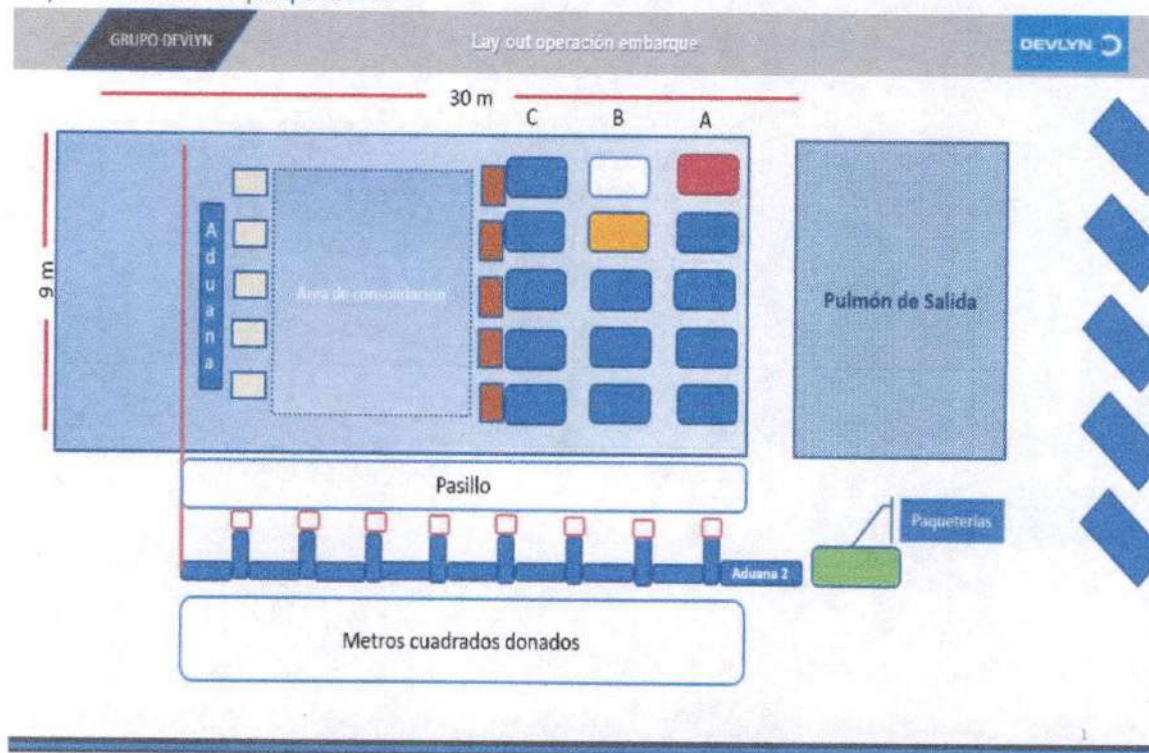 GRUPO DEVLYN
Lay out operación embarque
DEVLYN
30 m
C B A
9 m
Aduana
Área de consolidación
Pulmón de Salida
Pasillo
Paqueterías
Aduana 2
Metros cuadrados donados
1